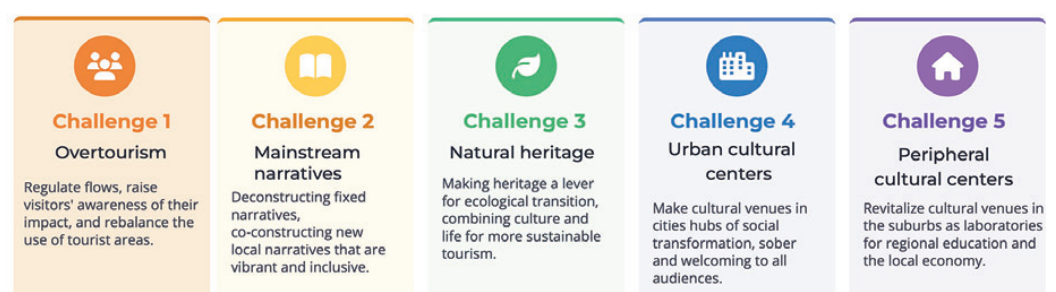 Challenge 1
Overtourism
Regulate flows, raise
visitors' awareness of their
impact, and rebalance the
use of tourist areas.
Challenge 2
Mainstream
narratives
Deconstructing fixed
narratives,
co-constructing new
local narratives that are
vibrant and inclusive.
Challenge 3
Natural heritage
Making heritage a lever
for ecological transition,
combining culture and
life for more sustainable
tourism.
Challenge 4
Urban cultural
centers
Make cultural venues in
cities hubs of social
transformation, sober
and welcoming to all
audiences.
Challenge 5
Peripheral
cultural centers
Revitalize cultural venues in
the suburbs as laboratories
for regional education and
the local economy.